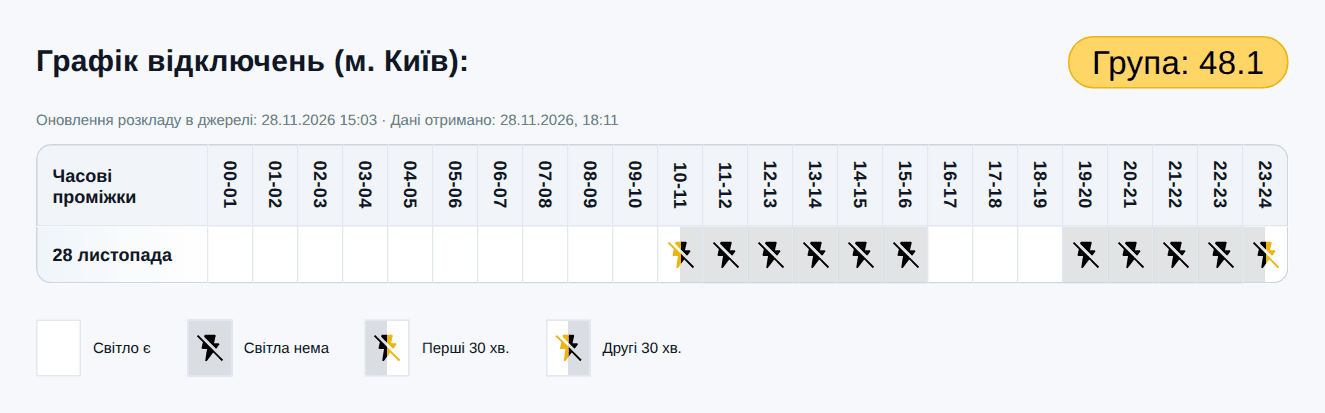 Графік відключень (м. Київ):
Група: 48.1
Оновлення розкладу в джерелі: 28.11.2026 15:03 · Дані отримано: 28.11.2026, 18:11
Часові
проміжки
00-01
01-02
02-03
03-04
04-05
05-06
06-07
07-08
08-09
09-10
10-11
11-12
12-13
13-14
14-15
15-16
16-17
17-18
18-19
19-20
20-21
21-22
22-23
23-24
28 листопада
Світло є
Світла нема
Перші 30 хв.
Другі 30 хв.